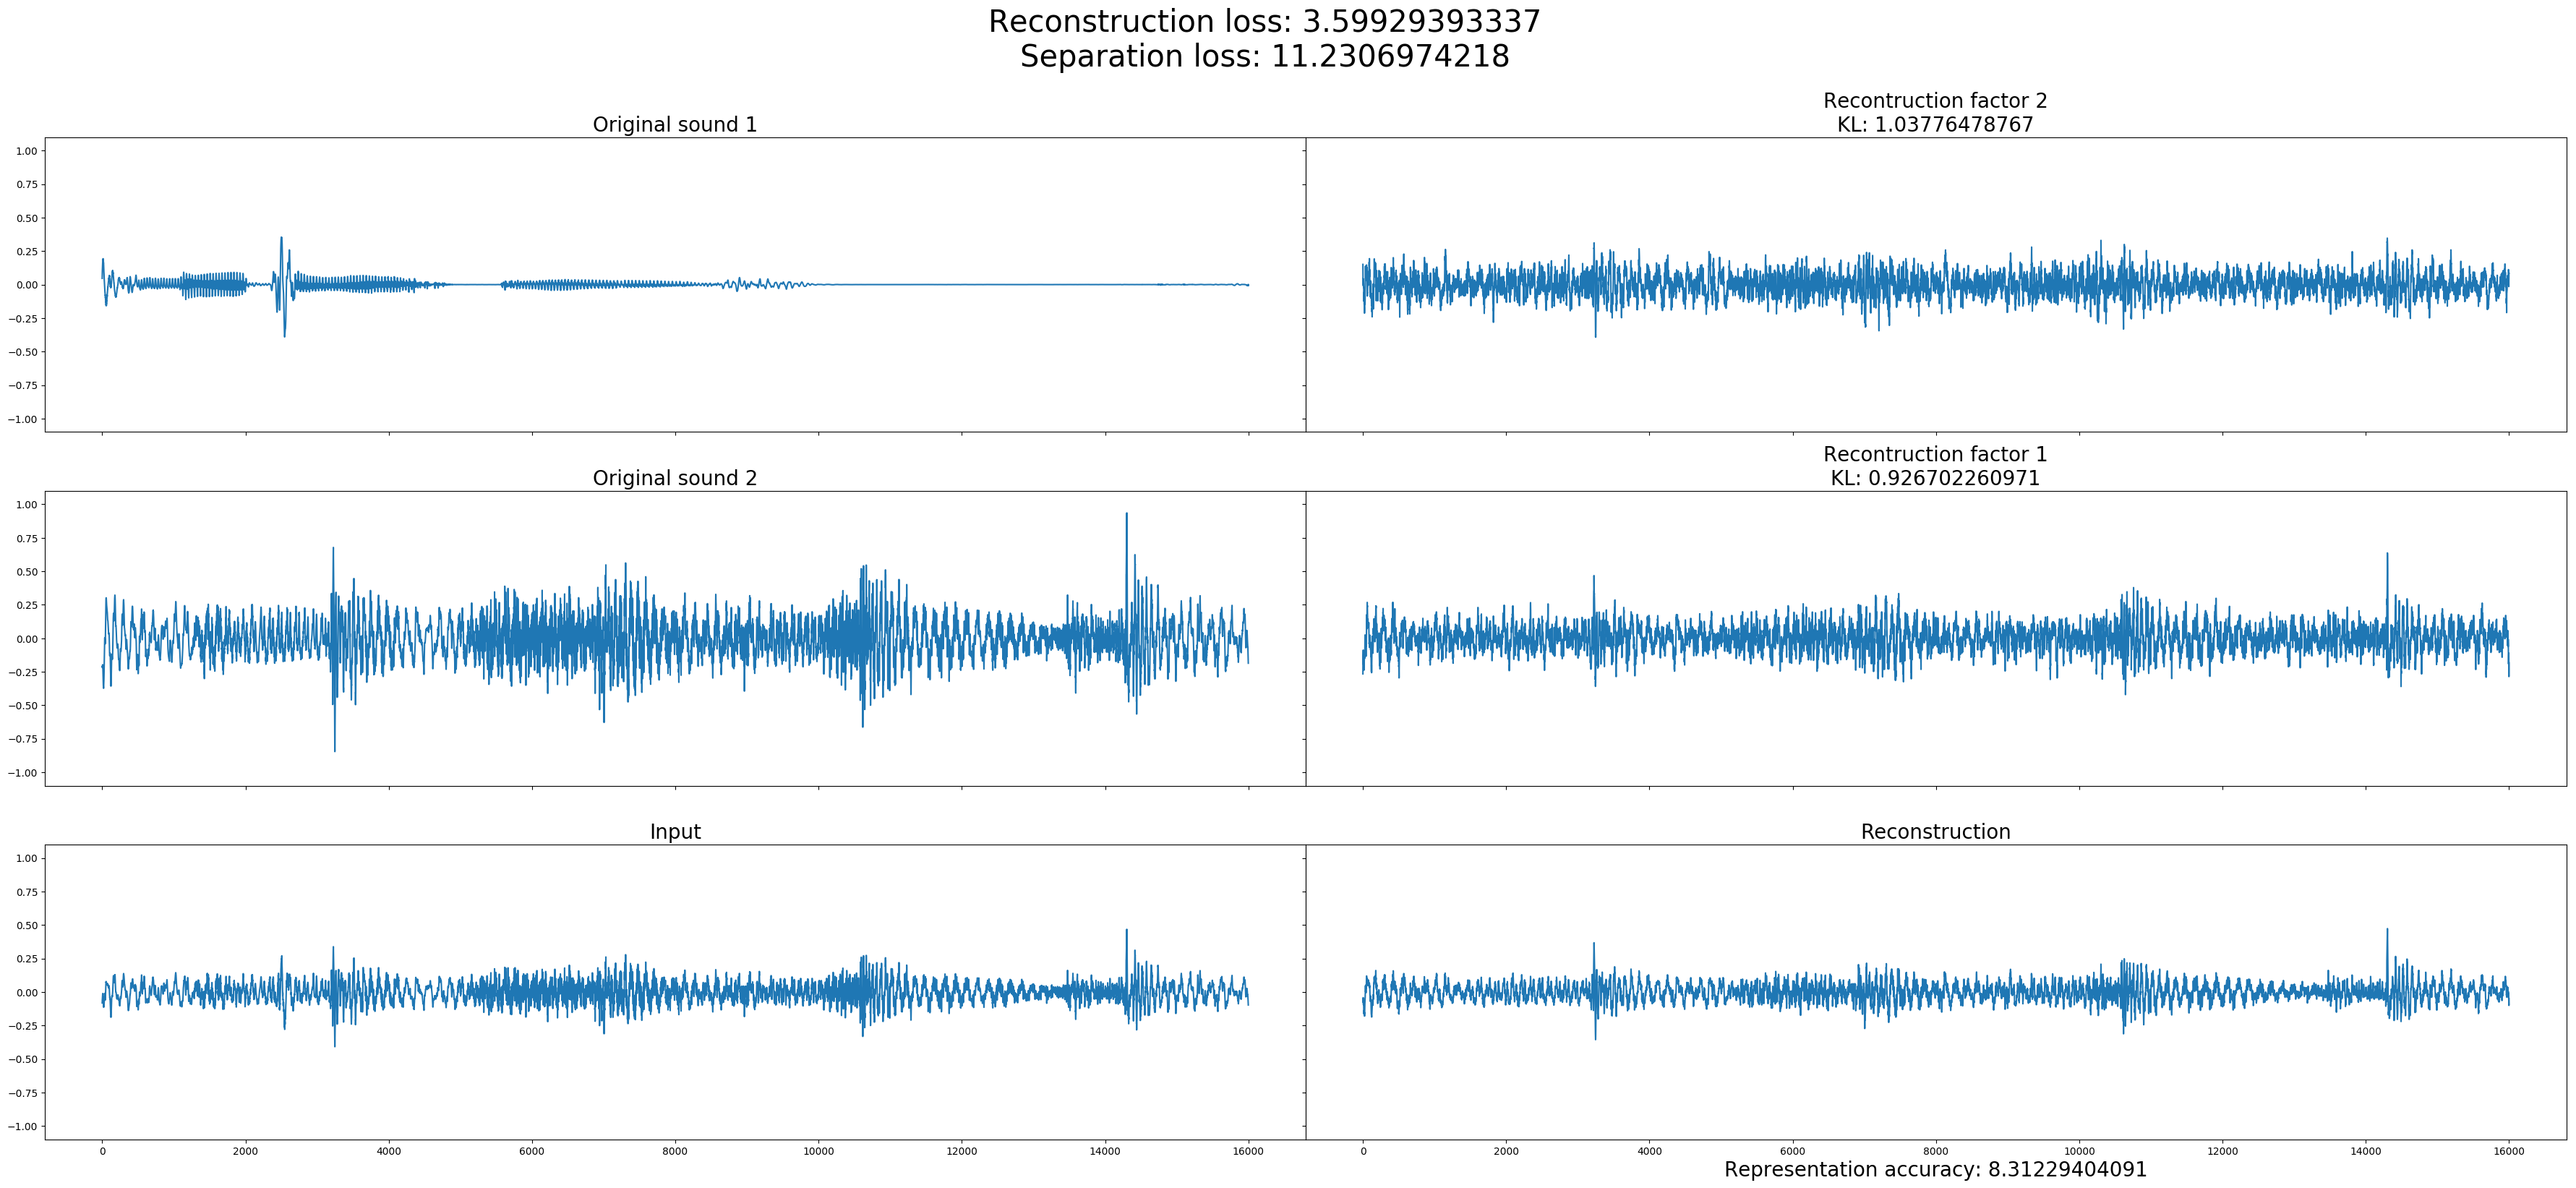 Reconstruction loss: 3.59929393337
Separation loss: 11.2306974218
Original sound 1
Recontruction factor 2
KL: 1.03776478767
1.00
0.75
0.50
0.25
0.00
−0.25
−0.50
−0.75
−1.00
Original sound 2
Recontruction factor 1
KL: 0.926702260971
1.00
0.75
0.50
0.25
0.00
−0.25
−0.50
−0.75
−1.00
Input
Reconstruction
1.00
0.75
0.50
0.25
0.00
−0.25
−0.50
−0.75
−1.00
0 2000 4000 6000 8000 10000 12000 14000 16000
0 2000 4000 6000 8000 10000 12000 14000 16000
Representation accuracy: 8.31229404091